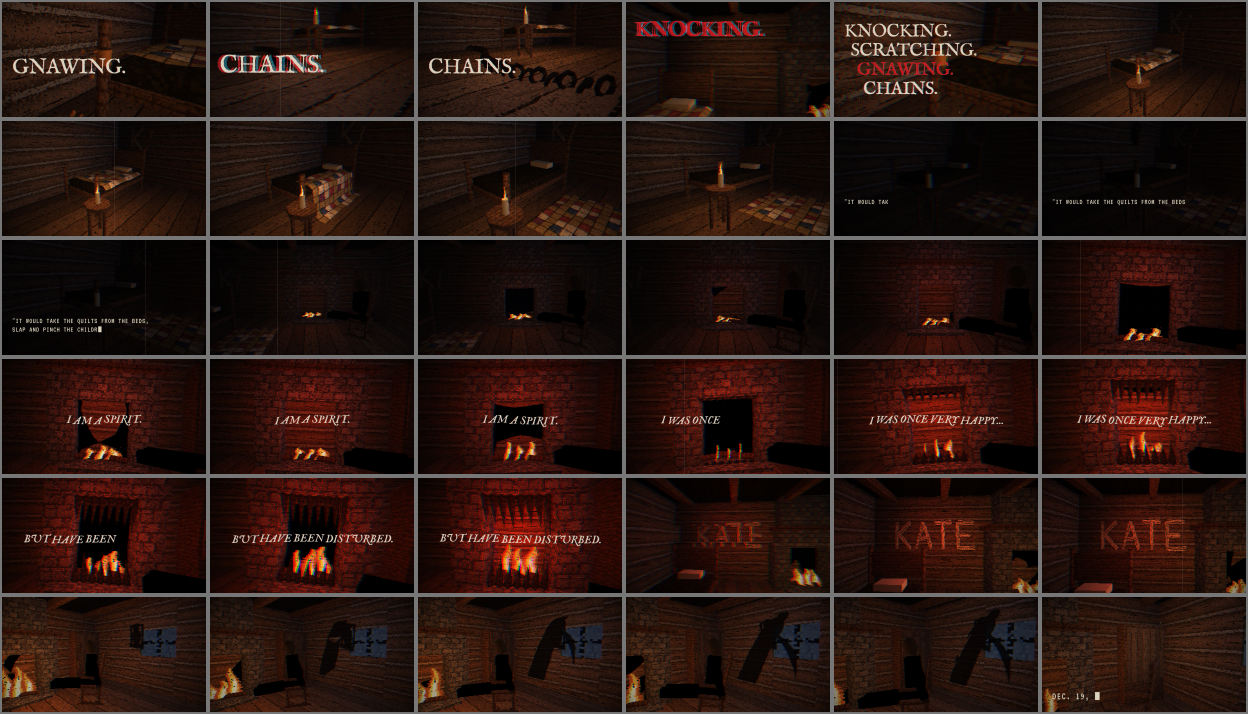 GNAWING.
CHAINS.
CHAINS.
KNOCKING.
KNOCKING.
SCRATCHING.
GNAWING.
CHAINS.
"IT WOULD TAK
"IT WOULD TAKE THE QUILTS FROM THE BEDS
"IT WOULD TAKE THE QUILTS FROM THE BEDS,
SLAP AND PINCH THE CHILDR
I AM A SPIRIT.
I AM A SPIRIT.
I AM A SPIRIT.
I WAS ONCE
I WAS ONCE VERY HAPPY...
I WAS ONCE VERY HAPPY...
BUT HAVE BEEN
BUT HAVE BEEN DISTURBED.
BUT HAVE BEEN DISTURBED.
KATE
KATE
KATE
DEC. 19,